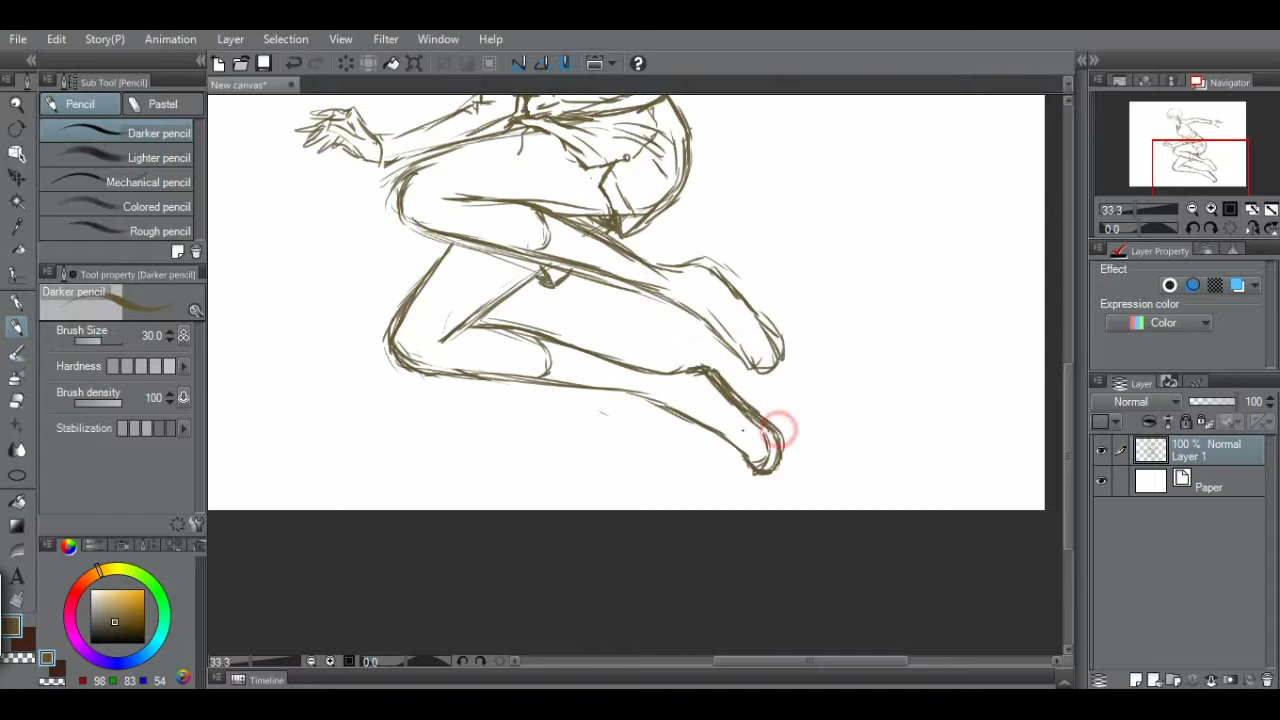 File Edit Story(P) Animation Layer Selection View Filter Window Help
Sub Tool [Pencil]
New canvas*
Navigator
Pencil
Pastel
Darker pencil
Lighter pencil
Mechanical pencil
Colored pencil
Rough pencil
33.3
0.0
Tool property [Darker pencil]
Darker pencil
Brush Size 30.0
Hardness
Brush density 100
Stabilization
Layer Property
Effect
Expression color
Color
Layer
Normal 100
100 % Normal
Layer 1
Paper
A
33.3 0.0
98 83 54
Timeline